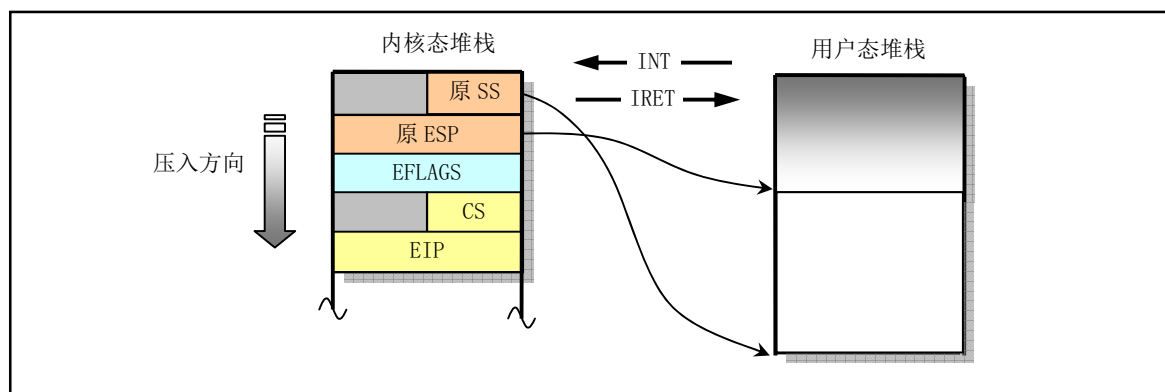 内核态堆栈
用户态堆栈
INT
IRET
原 SS
原 ESP
压入方向
EFLAGS
CS
EIP